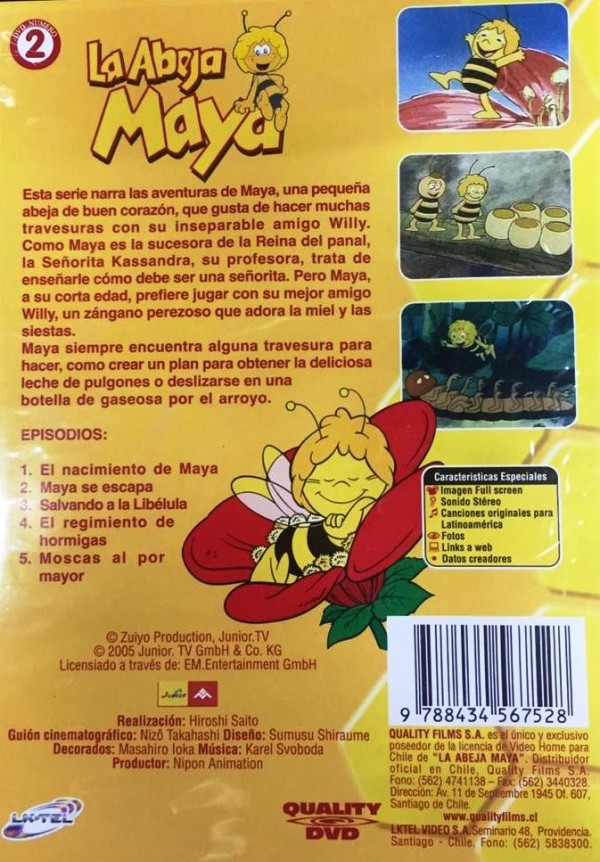 DVD NUMERO
2
La Abeja
Maya
Esta serie narra las aventuras de Maya, una pequeña
abeja de buen corazón, que gusta de hacer muchas
travesuras con su inseparable amigo Willy.
Como Maya es la sucesora de la Reina del panal,
la Señorita Kassandra, su profesora, trata de
enseñarle cómo debe ser una señorita. Pero Maya,
a su corta edad, prefiere jugar con su mejor amigo
Willy, un zángano perezoso que adora la miel y las
siestas.
Maya siempre encuentra alguna travesura para
hacer, como crear un plan para obtener la deliciosa
leche de pulgones o deslizarse en una
botella de gaseosa por el arroyo.
EPISODIOS:
1. El nacimiento de Maya
2. Maya se escapa
3. Salvando a la Libélula
4. El regimiento de
hormigas
5. Moscas al por
mayor
Caracteristicas Especiales
Imagen Full screen
Sonido Stéreo
Canciones originales para
Latinoamérica
Fotos
Links a web
• Datos creadores
© Zuiyo Production, Junior.TV
© 2005 Junior. TV GmbH & Co. KG
Licensiado a través de: EM.Entertainment GmbH
Junior
Realización: Hiroshi Saito
Guión cinematográfico: Nizô Takahashi Diseño: Sumusu Shiraume
Decorados: Masahiro Ioka Música: Karel Svoboda
Productor: Nipon Animation
LK-TEL
QUALITY
DVD
9 788434 567528
QUALITY FILMS S.A. es el único y exclusivo
poseedor de la licencia de Video Home para
Chile de "LA ABEJA MAYA". Distribuidor
oficial en Chile, Quality Films S.A.
Fono: (562) 4741138 – Fax: (562) 3440328.
Dirección: Av. 11 de Septiembre 1945 Of. 607,
Santiago de Chile.
www.qualityfilms.cl
LKTEL VIDEO S.A. Seminario 48, Providencia.
Santiago - Chile. Fono: (562) 5838300.